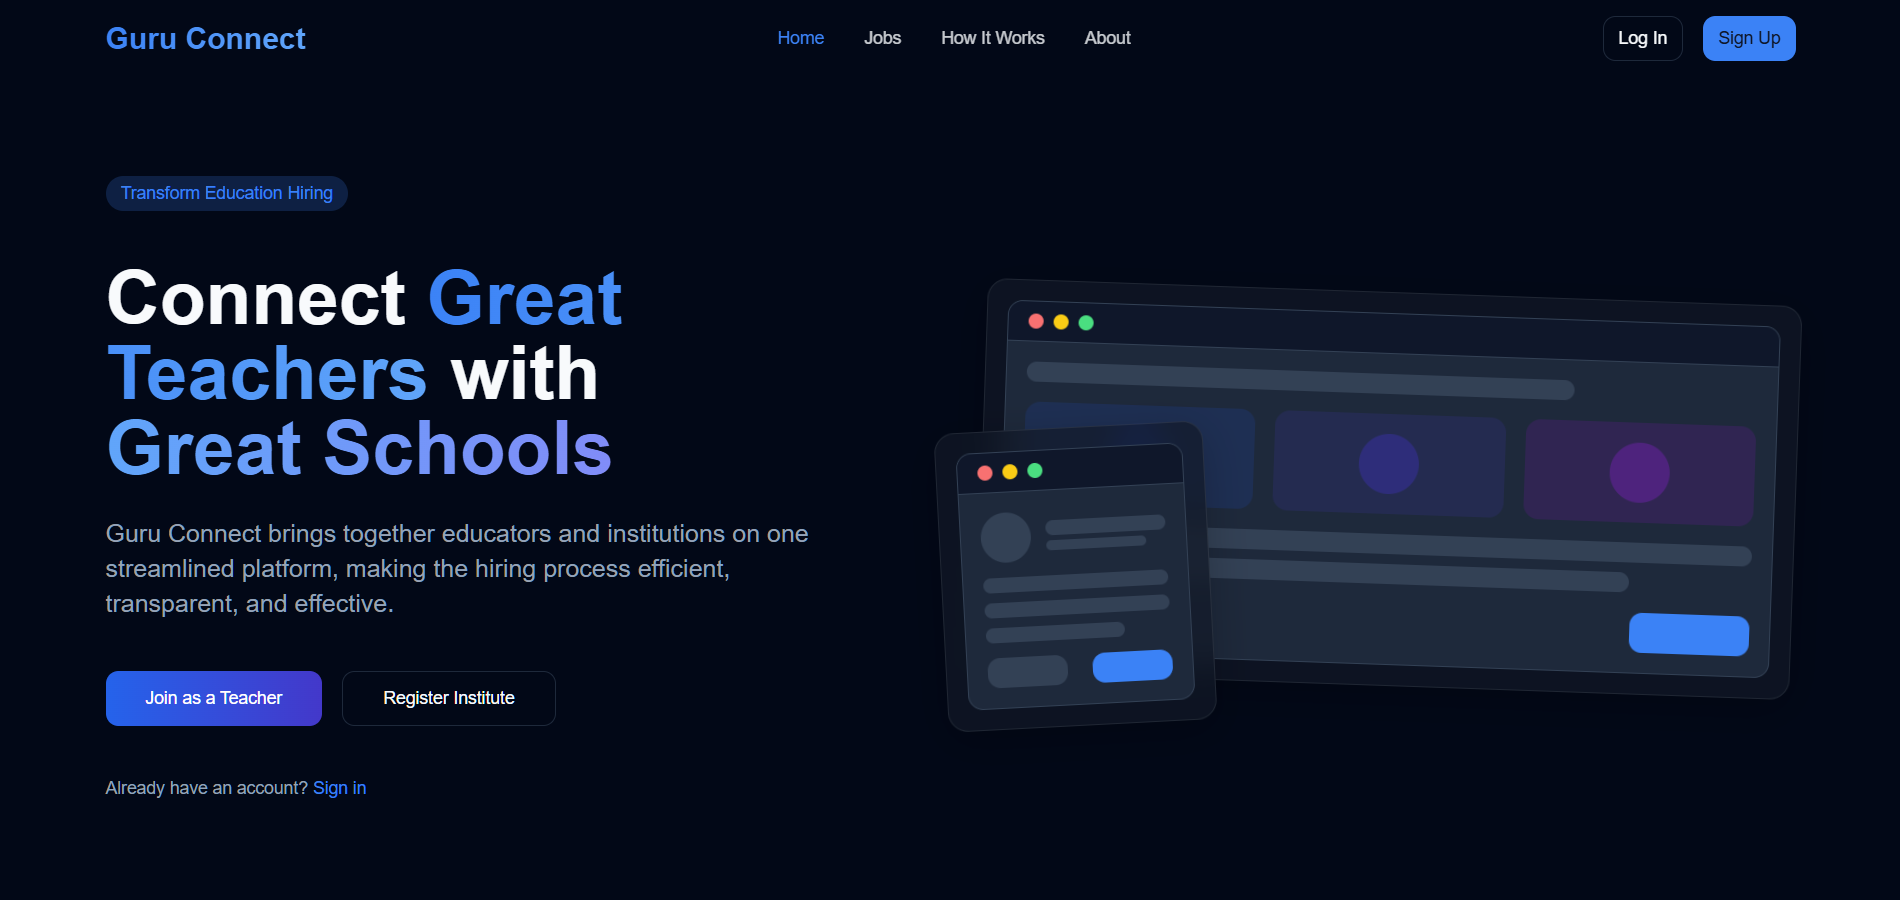 Guru Connect
Home
Jobs
How It Works
About
Log In
Sign Up
Transform Education Hiring
Connect Great
Teachers with
Great Schools
Guru Connect brings together educators and institutions on one
streamlined platform, making the hiring process efficient,
transparent, and effective.
Join as a Teacher
Register Institute
Already have an account? Sign in